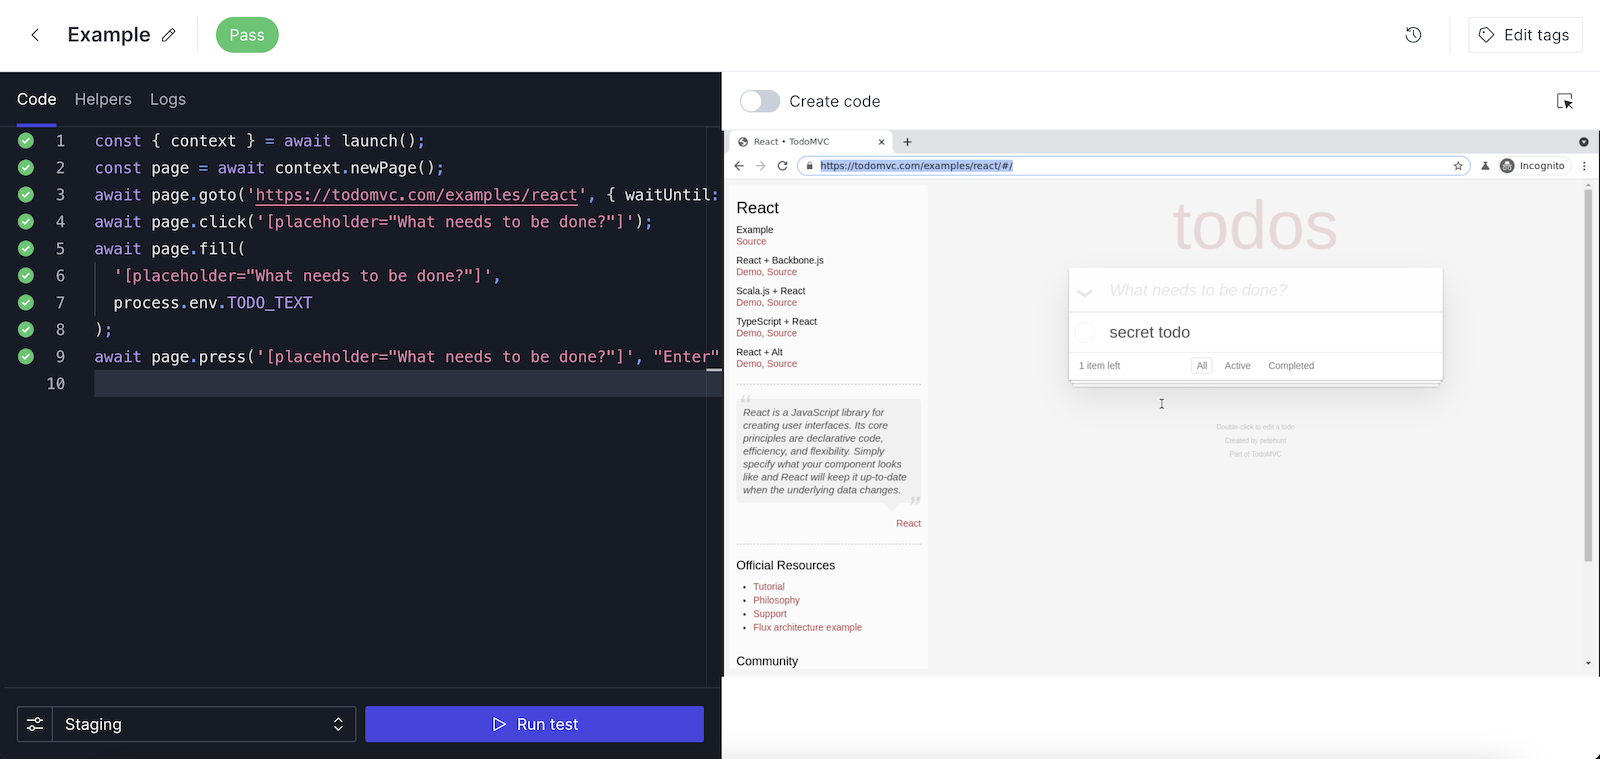 Example
Pass
Edit tags
Code Helpers Logs
1 const { context } = await launch();
2 const page = await context.newPage();
3 await page.goto('https://todomvc.com/examples/react', { waitUntil:
4 await page.click('[placeholder="What needs to be done?"]');
5 await page.fill(
6 '[placeholder="What needs to be done?"]',
7 process.env.TODO_TEXT
8 );
9 await page.press('[placeholder="What needs to be done?"]', "Enter"
10
Staging
Run test
Create code
React • TodoMVC
https://todomvc.com/examples/react/#/
Incognito
React
Example
Source
React + Backbone.js
Demo, Source
Scala.js + React
Demo, Source
TypeScript + React
Demo, Source
React + Alt
Demo, Source
“
React is a JavaScript library for
creating user interfaces. Its core
principles are declarative code,
efficiency, and flexibility. Simply
specify what your component looks
like and React will keep it up-to-date
when the underlying data changes.
”
React
Official Resources
• Tutorial
• Philosophy
• Support
• Flux architecture example
Community
todos
What needs to be done?
secret todo
1 item left All Active Completed
Double-click to edit a todo
Created by petehunt
Part of TodoMVC